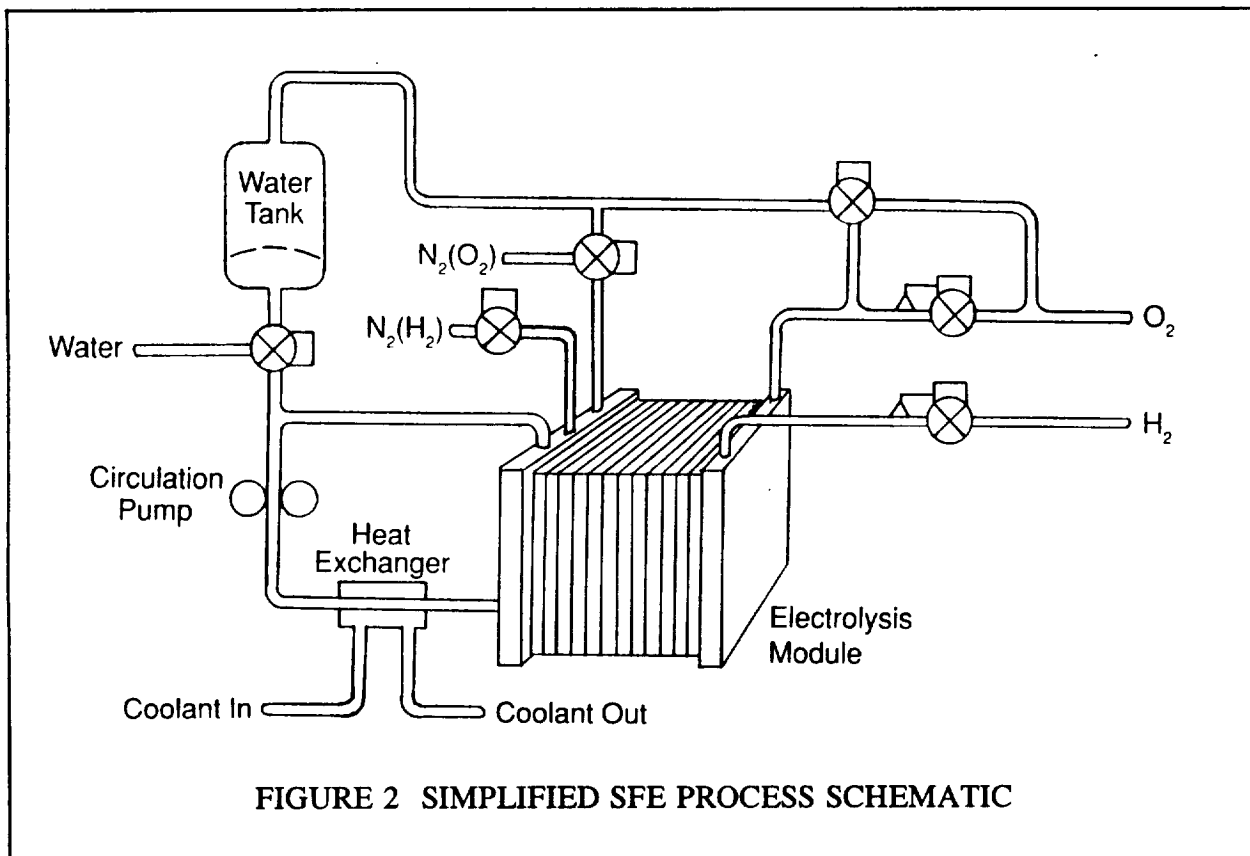 Water
Tank
N₂(O₂)
N₂(H₂)
Water
O₂
H₂
Circulation
Pump
Heat
Exchanger
Electrolysis
Module
Coolant In
Coolant Out
FIGURE 2 SIMPLIFIED SFE PROCESS SCHEMATIC